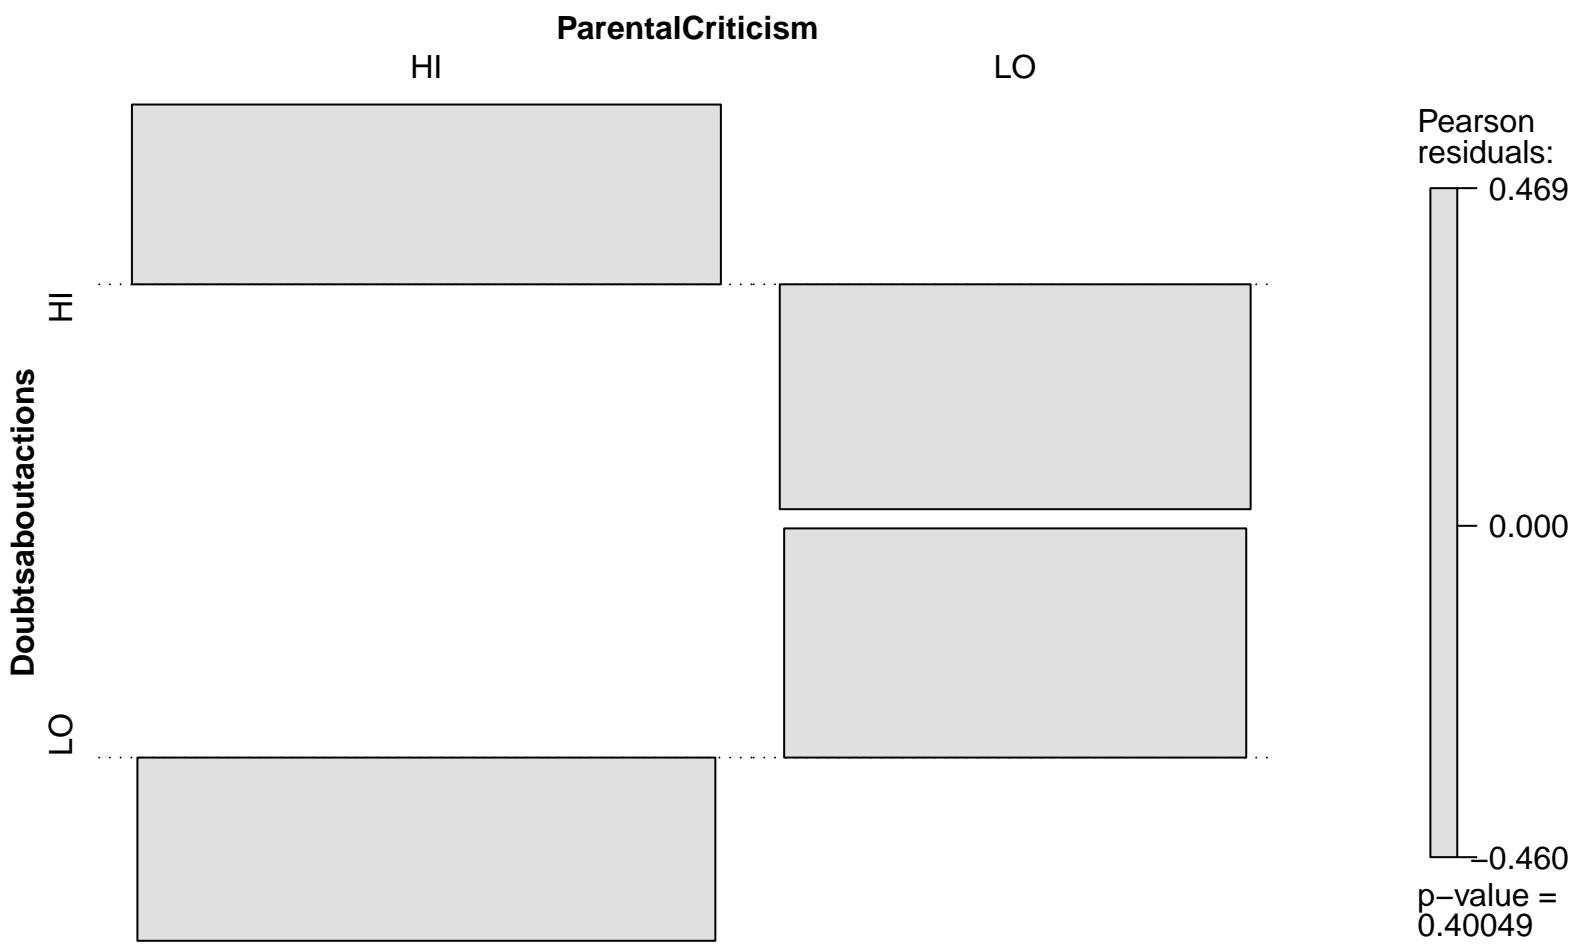 ParentalCriticism
HI
LO
Doubtsaboutactions
HI
LO
Pearson
residuals:
0.469
0.000
−0.460
p−value =
0.40049